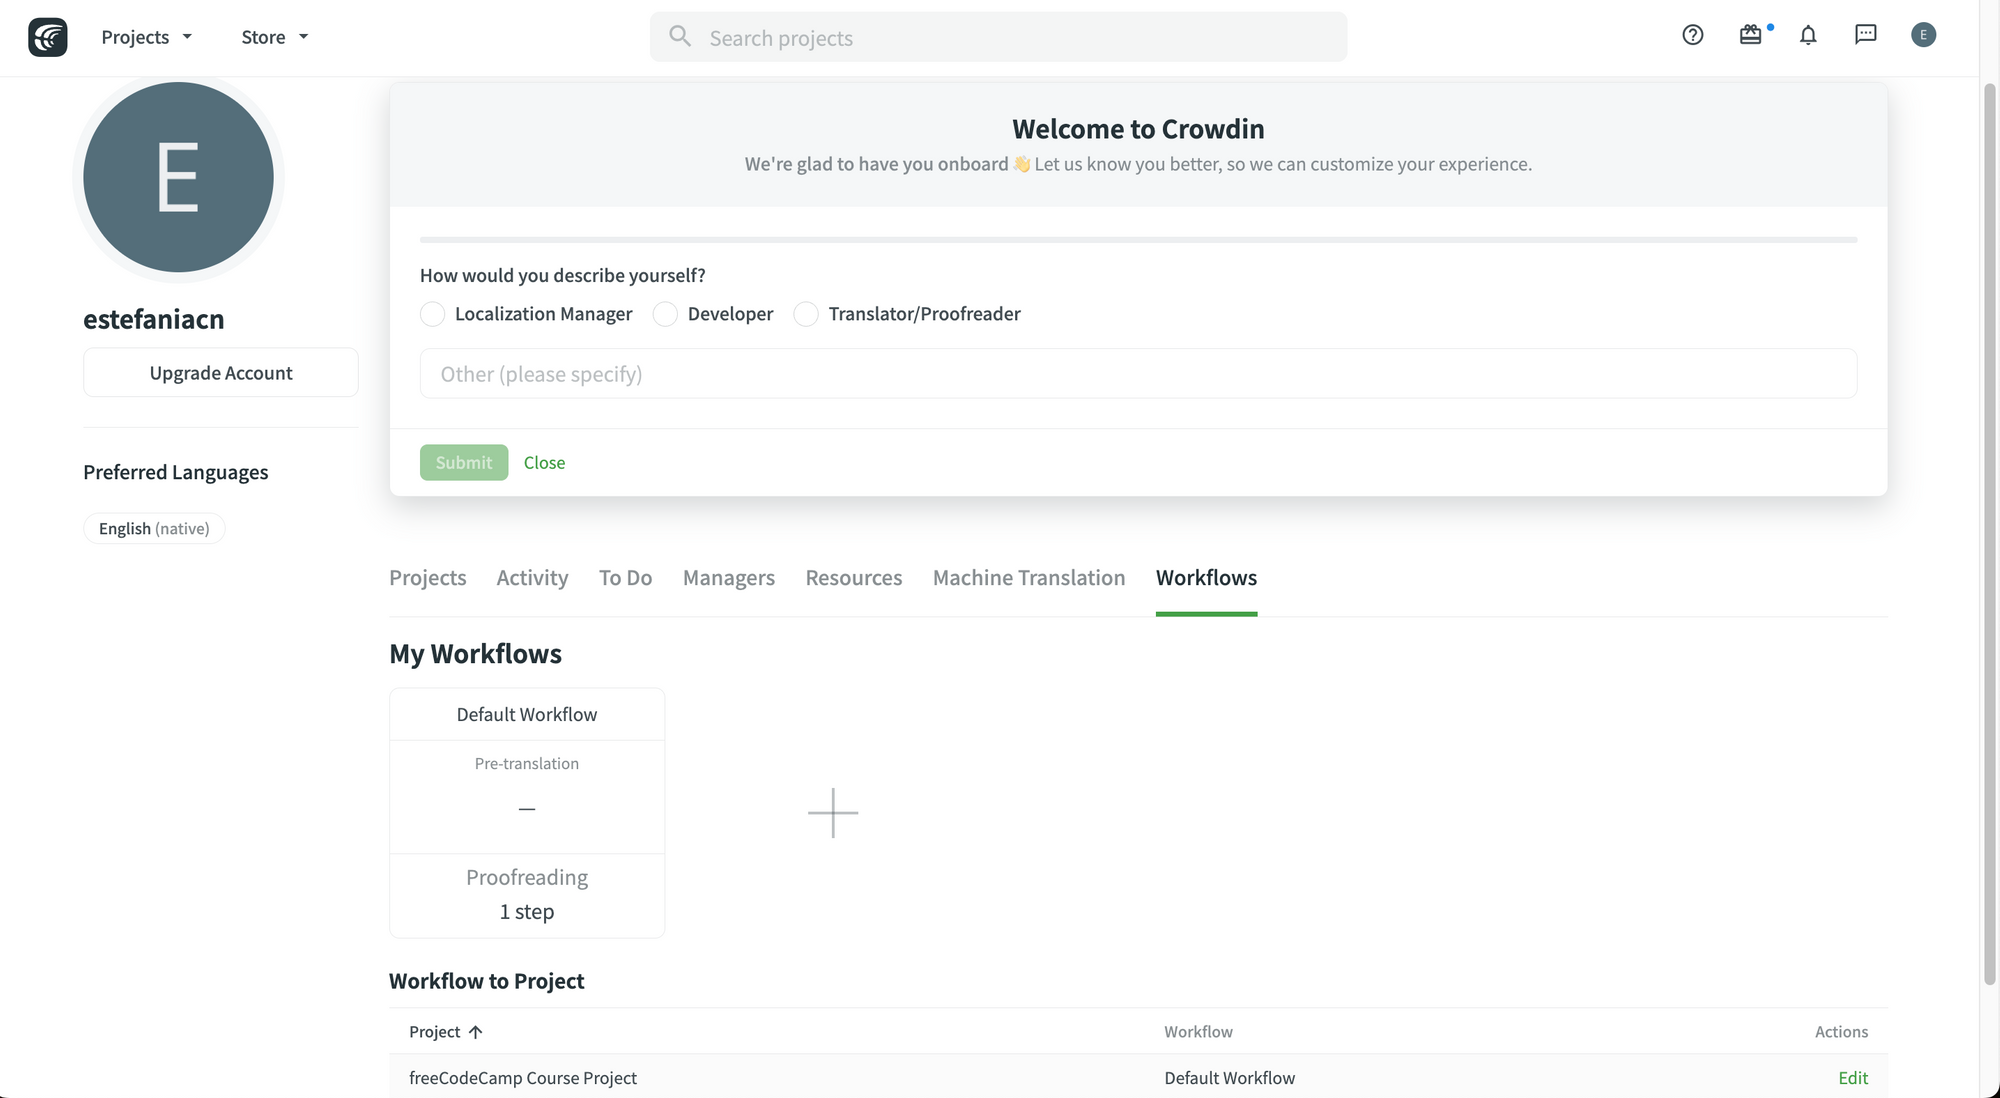 Projects
Store
Search projects
E
E
estefaniacn
Upgrade Account
Preferred Languages
English (native)
Welcome to Crowdin
We're glad to have you onboard 👋 Let us know you better, so we can customize your experience.
How would you describe yourself?
Localization Manager Developer Translator/Proofreader
Other (please specify)
Submit Close
Projects Activity To Do Managers Resources Machine Translation Workflows
My Workflows
Default Workflow
Pre-translation
—
Proofreading
1 step
Workflow to Project
Project ↑ Workflow Actions
freeCodeCamp Course Project Default Workflow Edit